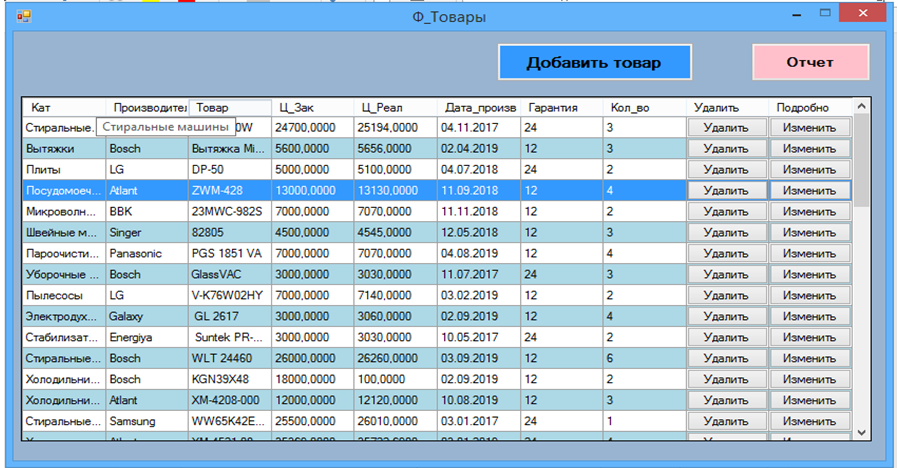 Ф_Товары
Добавить товар Отчет
Кат Производител Товар Ц_Зак Ц_Реал Дата_произв Гарантия Кол_во Удалить Подробно
Стиральные. Стиральные машины 0W 24700,0000 25194,0000 04.11.2017 24 3 Удалить Изменить
Вытяжки Bosch Вытяжка Mi... 5600,0000 5656,0000 02.04.2019 12 3 Удалить Изменить
Плиты LG DP-50 5000,0000 5100,0000 04.07.2018 24 2 Удалить Изменить
Посудомоеч... Atlant ZWM-428 13000,0000 13130,0000 11.09.2018 12 4 Удалить Изменить
Микроволн... BBK 23MWC-982S 7000,0000 7070,0000 11.11.2018 12 2 Удалить Изменить
Швейные м... Singer 82805 4500,0000 4545,0000 12.05.2018 12 3 Удалить Изменить
Пароочисти... Panasonic PGS 1851 VA 7000,0000 7070,0000 04.08.2019 12 4 Удалить Изменить
Уборочные ... Bosch GlassVAC 3000,0000 3030,0000 11.07.2017 24 3 Удалить Изменить
Пылесосы LG V-K76W02HY 7000,0000 7140,0000 03.02.2019 12 2 Удалить Изменить
Электродух... Galaxy GL 2617 3000,0000 3060,0000 02.09.2019 12 4 Удалить Изменить
Стабилизат... Energiya Suntek PR-... 3000,0000 3030,0000 10.05.2017 24 2 Удалить Изменить
Стиральные... Bosch WLT 24460 26000,0000 26260,0000 03.09.2019 12 6 Удалить Изменить
Холодильни... Bosch KGN39X48 18000,0000 100,0000 02.09.2019 12 2 Удалить Изменить
Холодильни... Atlant XM-4208-000 12000,0000 12120,0000 10.08.2019 12 3 Удалить Изменить
Стиральные... Samsung WW65K42E... 25500,0000 26010,0000 03.01.2017 24 1 Удалить Изменить